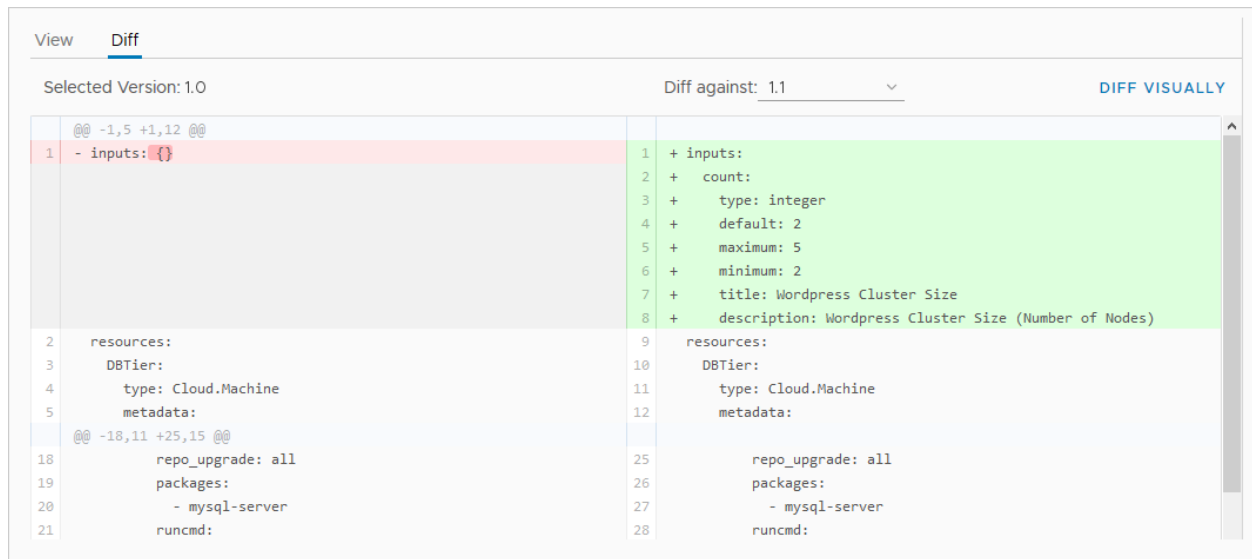 View Diff
Selected Version: 1.0 Diff against: 1.1 DIFF VISUALLY
@@ -1,5 +1,12 @@
1 - inputs: {} 1 + inputs:
2 + count:
3 + type: integer
4 + default: 2
5 + maximum: 5
6 + minimum: 2
7 + title: Wordpress Cluster Size
8 + description: Wordpress Cluster Size (Number of Nodes)
2 resources: 9 resources:
3 DBTier: 10 DBTier:
4 type: Cloud.Machine 11 type: Cloud.Machine
5 metadata: 12 metadata:
@@ -18,11 +25,15 @@
18 repo_upgrade: all 25 repo_upgrade: all
19 packages: 26 packages:
20 - mysql-server 27 - mysql-server
21 runcmd: 28 runcmd: